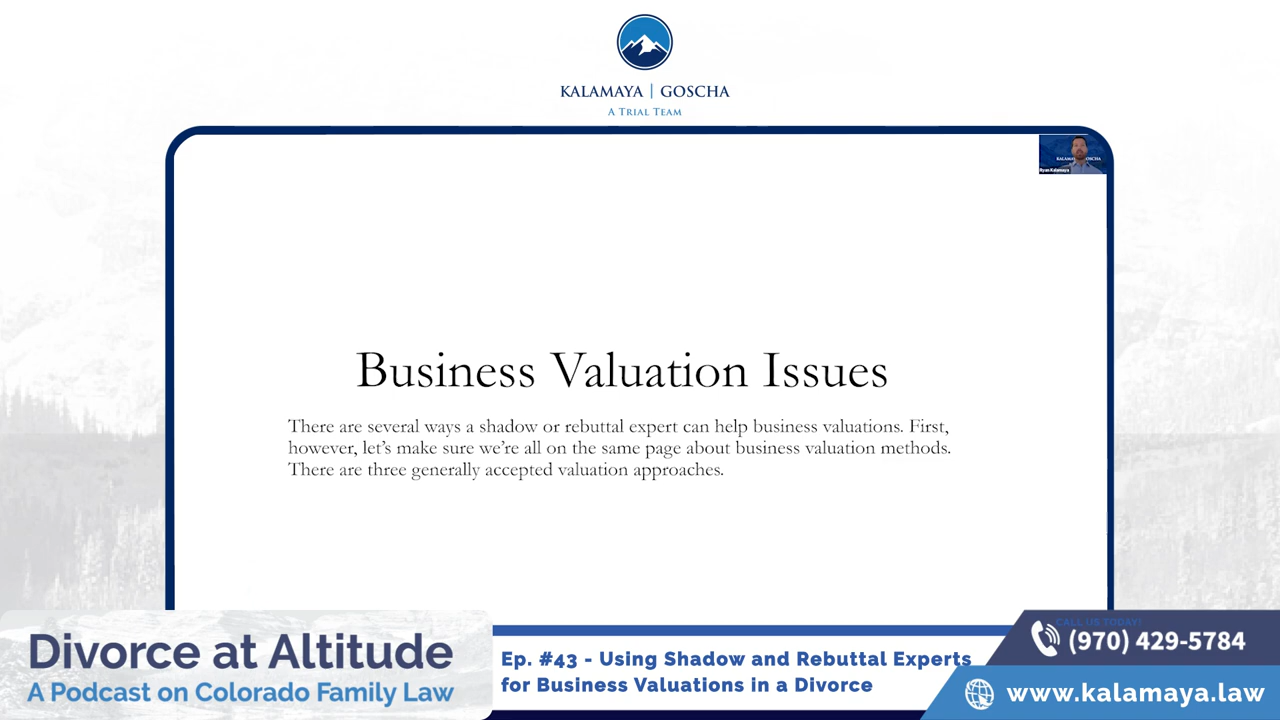 KALAMAYA | GOSCHA
A TRIAL TEAM
Ryan Kalamaya
Business Valuation Issues
There are several ways a shadow or rebuttal expert can help business valuations. First,
however, let's make sure we're all on the same page about business valuation methods.
There are three generally accepted valuation approaches.
Divorce at Altitude
A Podcast on Colorado Family Law
Ep. #43 - Using Shadow and Rebuttal Experts
for Business Valuations in a Divorce
CALL US TODAY!
(970) 429-5784
www.kalamaya.law